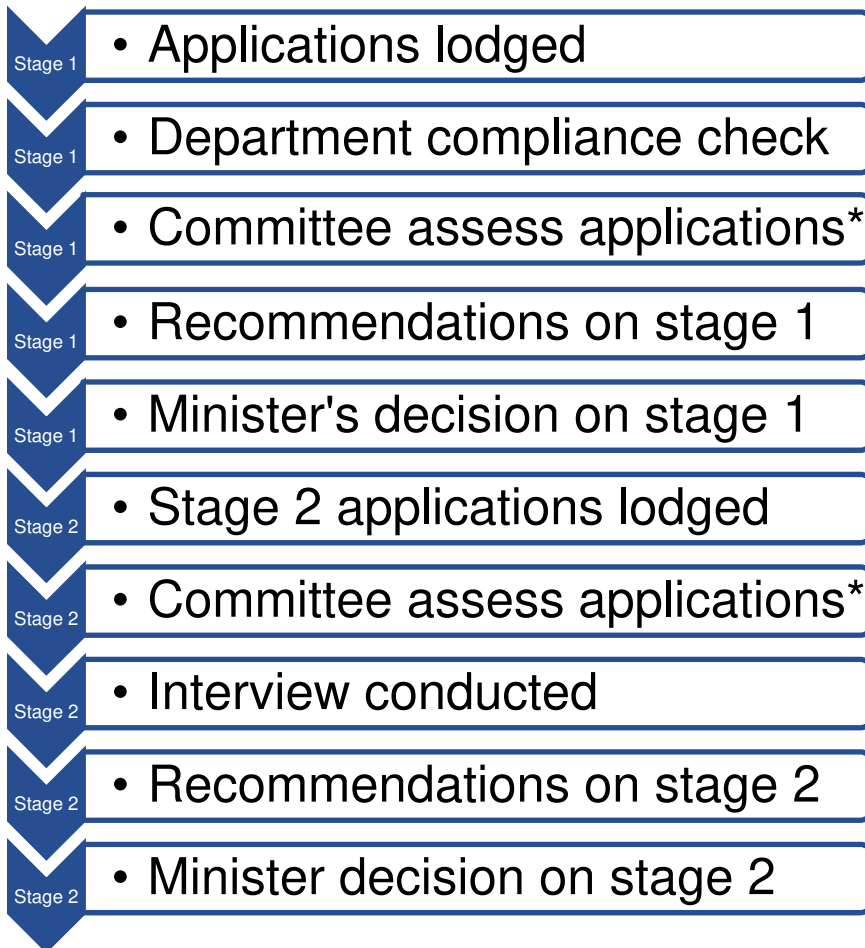 Stage 1
• Applications lodged
Stage 1
• Department compliance check
Stage 1
• Committee assess applications*
Stage 1
• Recommendations on stage 1
Stage 1
• Minister's decision on stage 1
Stage 2
• Stage 2 applications lodged
Stage 2
• Committee assess applications*
Stage 2
• Interview conducted
Stage 2
• Recommendations on stage 2
Stage 2
• Minister decision on stage 2